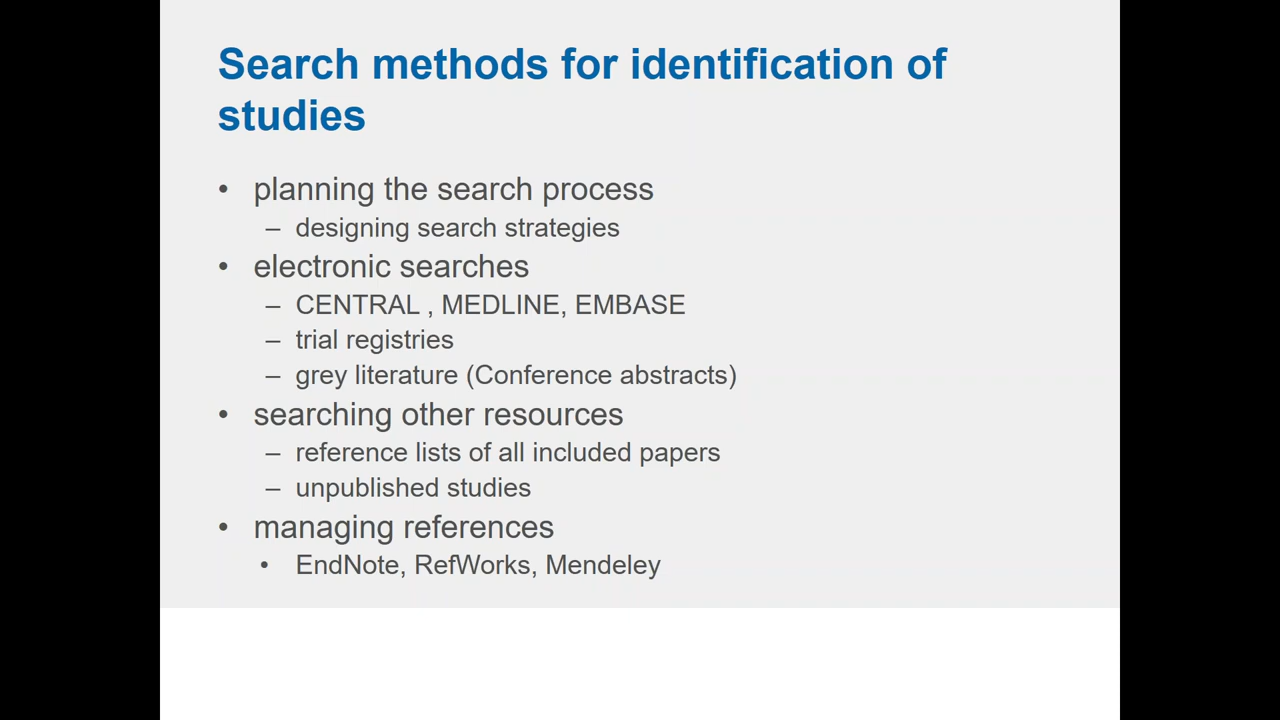 Search methods for identification of
studies
• planning the search process
– designing search strategies
• electronic searches
– CENTRAL , MEDLINE, EMBASE
– trial registries
– grey literature (Conference abstracts)
• searching other resources
– reference lists of all included papers
– unpublished studies
• managing references
• EndNote, RefWorks, Mendeley